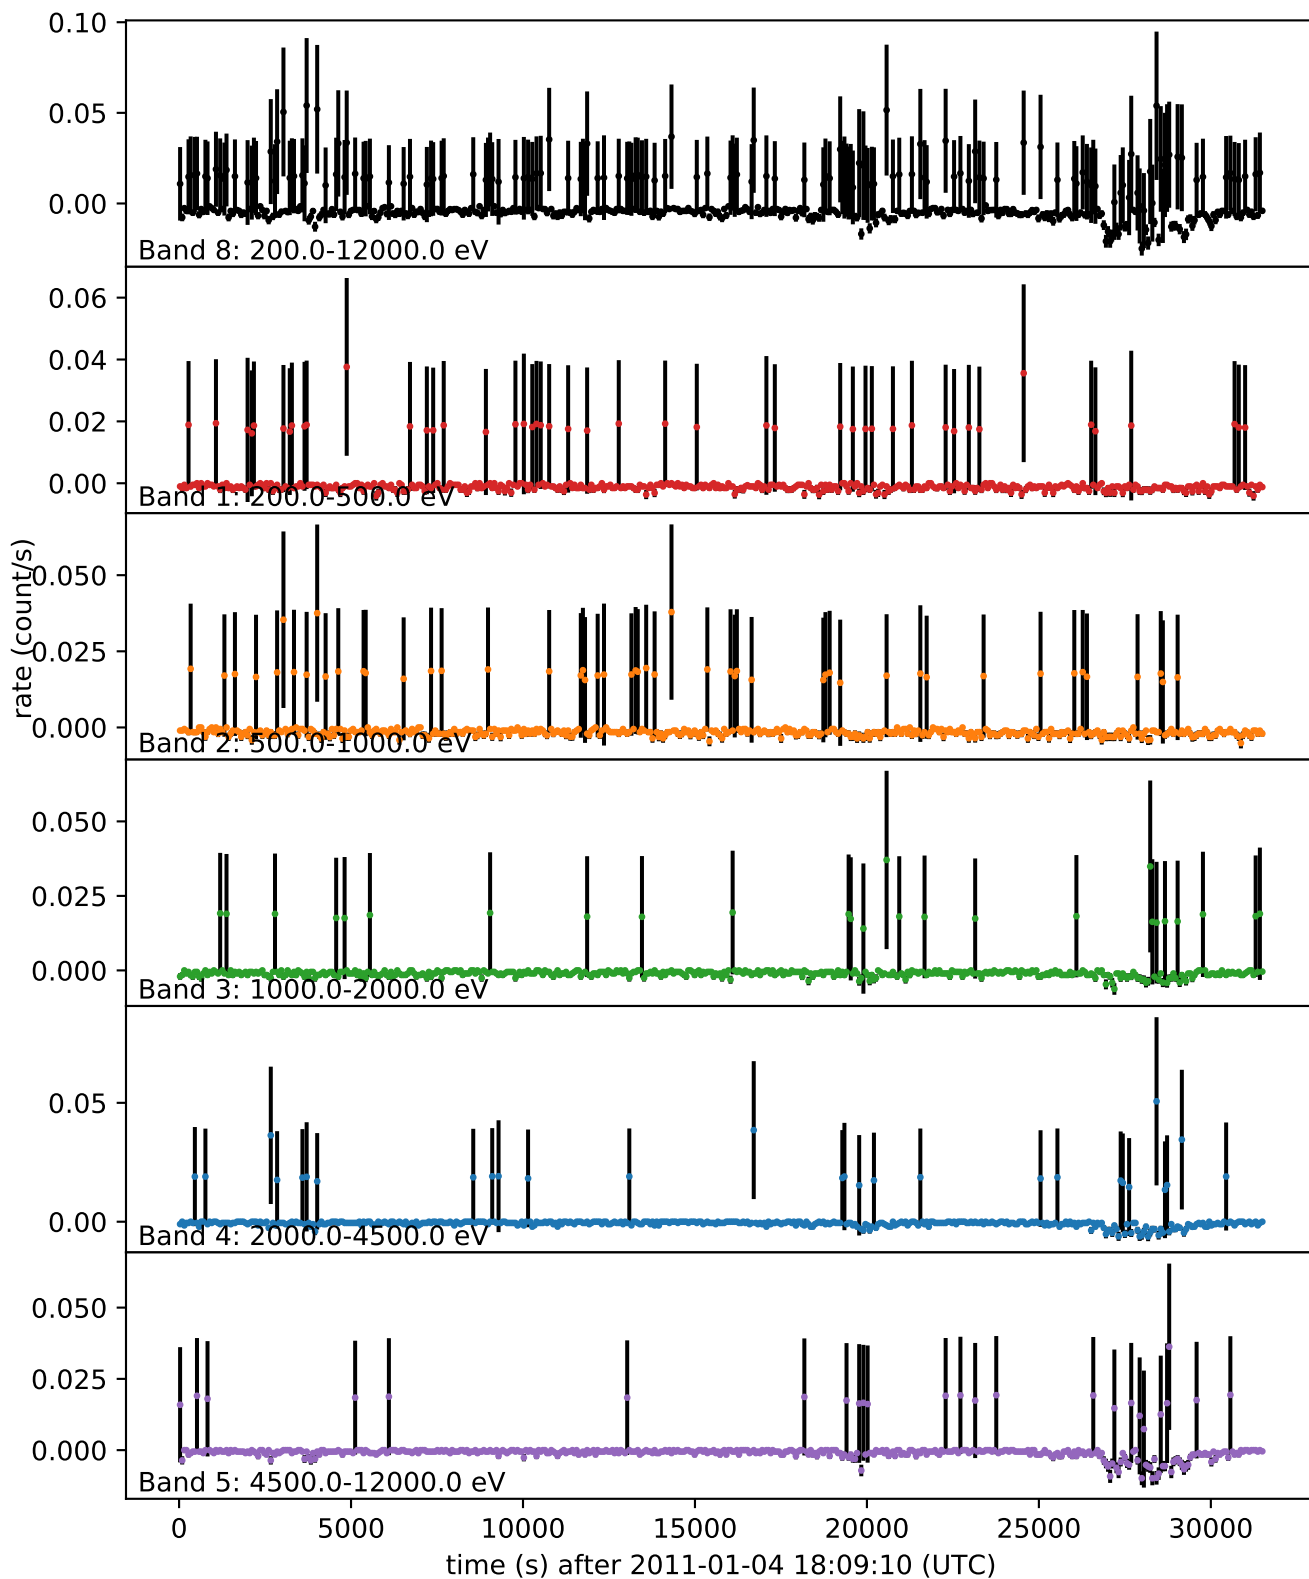 0.10
0.05
0.00
Band 8: 200.0-12000.0 eV
0.06
0.04
0.02
0.00
Band 1: 200.0-500.0 eV
rate (count/s)
0.050
0.025
0.000
Band 2: 500.0-1000.0 eV
0.050
0.025
0.000
Band 3: 1000.0-2000.0 eV
0.05
0.00
Band 4: 2000.0-4500.0 eV
0.050
0.025
0.000
Band 5: 4500.0-12000.0 eV
0 5000 10000 15000 20000 25000 30000
time (s) after 2011-01-04 18:09:10 (UTC)